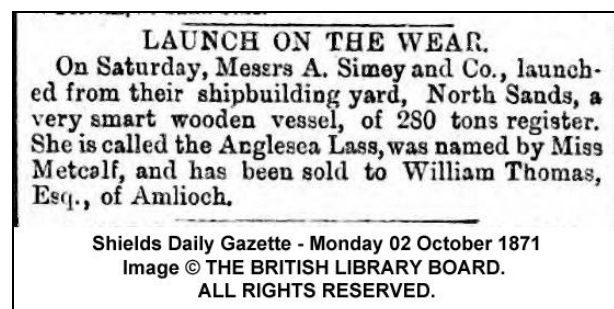 LAUNCH ON THE WEAR.
On Saturday, Messrs A. Simey and Co., launch-
ed from their shipbuilding yard, North Sands, a
very smart wooden vessel, of 280 tons register.
She is called the Anglesea Lass, was named by Miss
Metcalf, and has been sold to William Thomas,
Esq., of Amlioch.
Shields Daily Gazette - Monday 02 October 1871
Image © THE BRITISH LIBRARY BOARD.
ALL RIGHTS RESERVED.